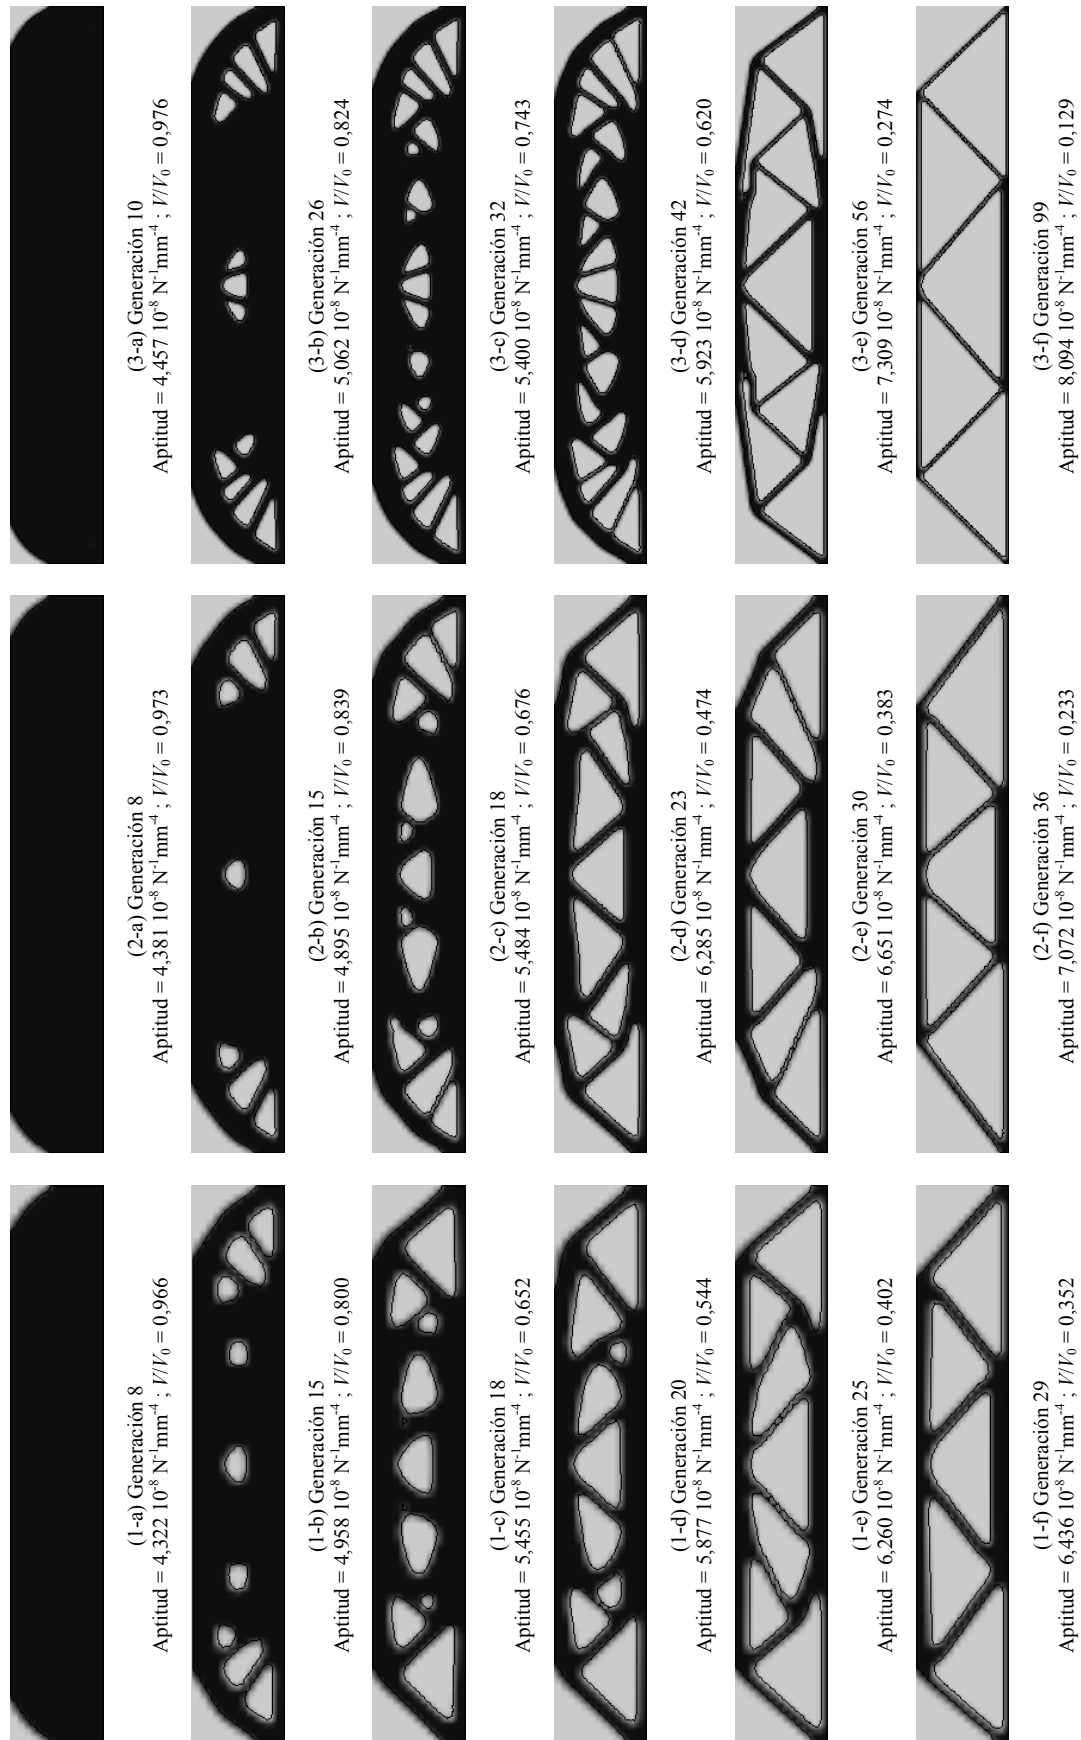 (1-a) Generación 8
Aptitud = 4,322 10⁻⁸ N⁻¹mm⁻⁴ ; V/V₀ = 0,966
(2-a) Generación 8
Aptitud = 4,381 10⁻⁸ N⁻¹mm⁻⁴ ; V/V₀ = 0,973
(3-a) Generación 10
Aptitud = 4,457 10⁻⁸ N⁻¹mm⁻⁴ ; V/V₀ = 0,976
(1-b) Generación 15
Aptitud = 4,958 10⁻⁸ N⁻¹mm⁻⁴ ; V/V₀ = 0,800
(2-b) Generación 15
Aptitud = 4,895 10⁻⁸ N⁻¹mm⁻⁴ ; V/V₀ = 0,839
(3-b) Generación 26
Aptitud = 5,062 10⁻⁸ N⁻¹mm⁻⁴ ; V/V₀ = 0,824
(1-c) Generación 18
Aptitud = 5,455 10⁻⁸ N⁻¹mm⁻⁴ ; V/V₀ = 0,652
(2-c) Generación 18
Aptitud = 5,484 10⁻⁸ N⁻¹mm⁻⁴ ; V/V₀ = 0,676
(3-c) Generación 32
Aptitud = 5,400 10⁻⁸ N⁻¹mm⁻⁴ ; V/V₀ = 0,743
(1-d) Generación 20
Aptitud = 5,877 10⁻⁸ N⁻¹mm⁻⁴ ; V/V₀ = 0,544
(2-d) Generación 23
Aptitud = 6,285 10⁻⁸ N⁻¹mm⁻⁴ ; V/V₀ = 0,474
(3-d) Generación 42
Aptitud = 5,923 10⁻⁸ N⁻¹mm⁻⁴ ; V/V₀ = 0,620
(1-e) Generación 25
Aptitud = 6,260 10⁻⁸ N⁻¹mm⁻⁴ ; V/V₀ = 0,402
(2-e) Generación 30
Aptitud = 6,651 10⁻⁸ N⁻¹mm⁻⁴ ; V/V₀ = 0,383
(3-e) Generación 56
Aptitud = 7,309 10⁻⁸ N⁻¹mm⁻⁴ ; V/V₀ = 0,274
(1-f) Generación 29
Aptitud = 6,436 10⁻⁸ N⁻¹mm⁻⁴ ; V/V₀ = 0,352
(2-f) Generación 36
Aptitud = 7,072 10⁻⁸ N⁻¹mm⁻⁴ ; V/V₀ = 0,233
(3-f) Generación 99
Aptitud = 8,094 10⁻⁸ N⁻¹mm⁻⁴ ; V/V₀ = 0,129